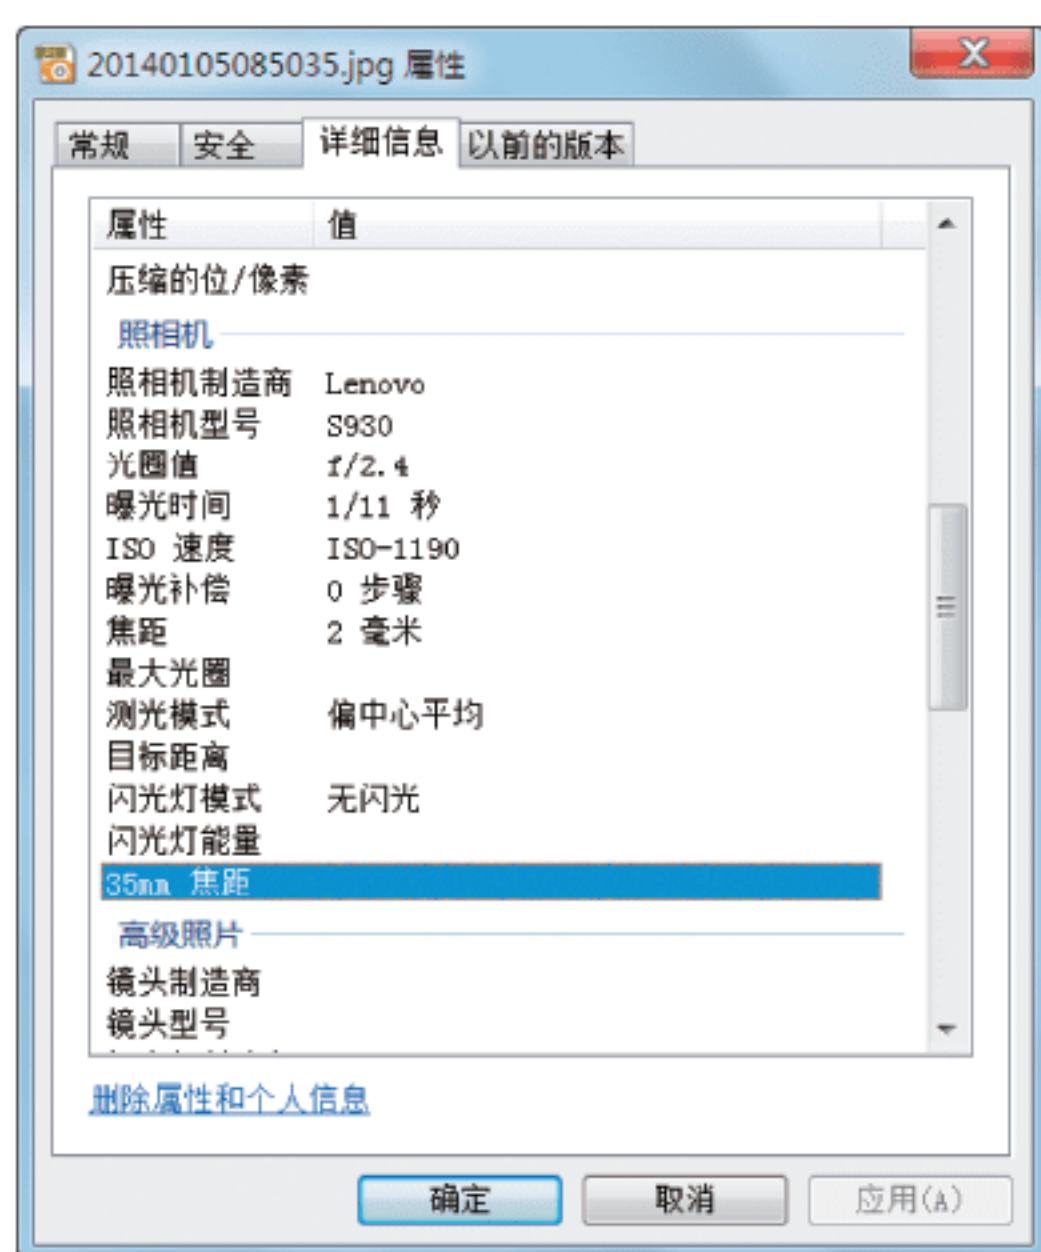 20140105085035.jpg 属性
常规 安全 详细信息 以前的版本
属性 值
压缩的位/像素
照相机
照相机制造商 Lenovo
照相机型号 S930
光圈值 f/2.4
曝光时间 1/11 秒
ISO 速度 ISO-1190
曝光补偿 0 步骤
焦距 2 毫米
最大光圈
测光模式 偏中心平均
目标距离
闪光灯模式 无闪光
闪光灯能量
35mm 焦距
高级照片
镜头制造商
镜头型号
删除属性和个人信息
确定 取消 应用(A)